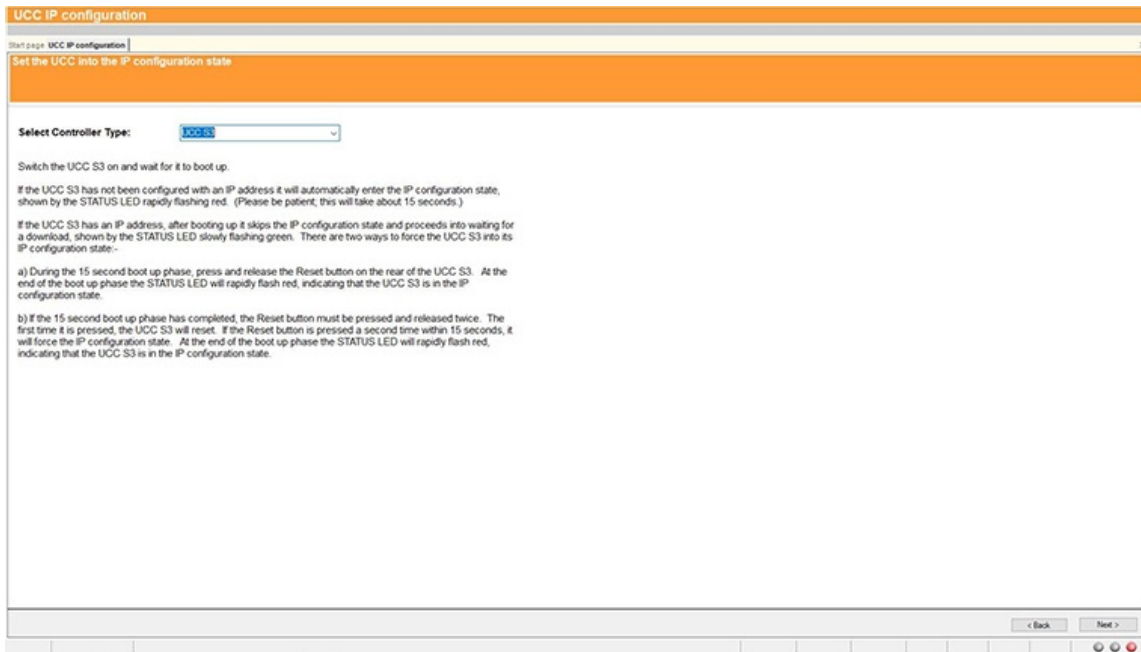 UCC IP configuration
Start page UCC IP configuration
Set the UCC into the IP configuration state
Select Controller Type: UCC S3
Switch the UCC S3 on and wait for it to boot up.
If the UCC S3 has not been configured with an IP address it will automatically enter the IP configuration state,
shown by the STATUS LED rapidly flashing red. (Please be patient; this will take about 15 seconds.)
If the UCC S3 has an IP address, after booting up it skips the IP configuration state and proceeds into waiting for
a download, shown by the STATUS LED slowly flashing green. There are two ways to force the UCC S3 into its
IP configuration state:-
a) During the 15 second boot up phase, press and release the Reset button on the rear of the UCC S3. At the
end of the boot up phase the STATUS LED will rapidly flash red, indicating that the UCC S3 is in the IP
configuration state.
b) If the 15 second boot up phase has completed, the Reset button must be pressed and released twice. The
first time it is pressed, the UCC S3 will reset. If the Reset button is pressed a second time within 15 seconds, it
will force the IP configuration state. At the end of the boot up phase the STATUS LED will rapidly flash red,
indicating that the UCC S3 is in the IP configuration state.
< Back Next >